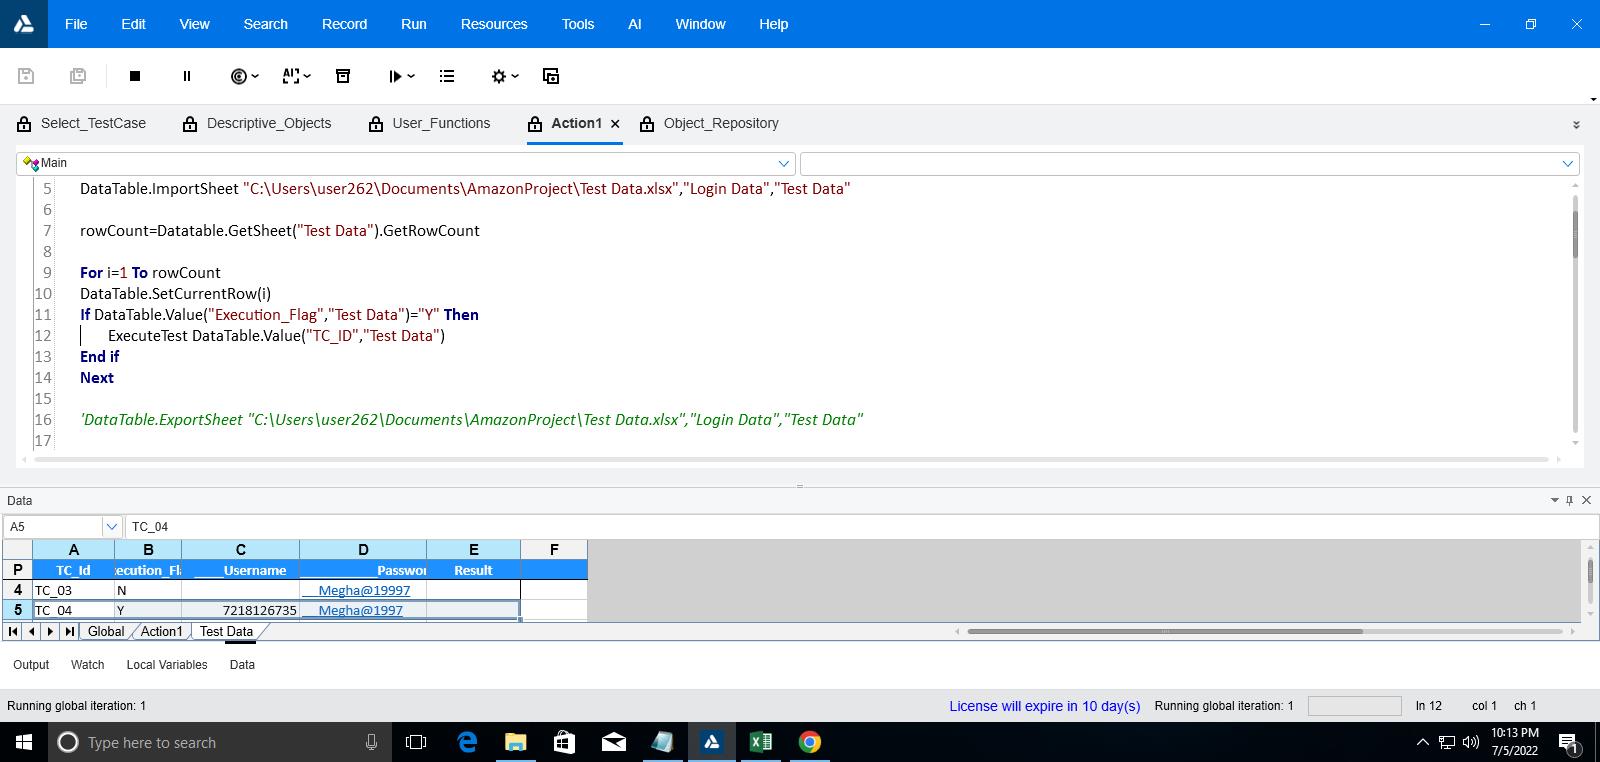 File Edit View Search Record Run Resources Tools AI Window Help
Select_TestCase Descriptive_Objects User_Functions Action1 Object_Repository
Main
5 DataTable.ImportSheet "C:\Users\user262\Documents\AmazonProject\Test Data.xlsx","Login Data","Test Data"
6
7 rowCount=Datatable.GetSheet("Test Data").GetRowCount
8
9 For i=1 To rowCount
10 DataTable.SetCurrentRow(i)
11 If DataTable.Value("Execution_Flag","Test Data")="Y" Then
12 ExecuteTest DataTable.Value("TC_ID","Test Data")
13 End if
14 Next
15
16 'DataTable.ExportSheet "C:\Users\user262\Documents\AmazonProject\Test Data.xlsx","Login Data","Test Data"
17
Data
A5 TC_04
A B C D E F
P TC_Id ecution_Fl ____Username __________Passwor Result
4 TC_03 N __Megha@19997
5 TC_04 Y 7218126735 __Megha@1997
Global Action1 Test Data
Output Watch Local Variables Data
Running global iteration: 1 License will expire in 10 day(s) Running global iteration: 1 ln 12 col 1 ch 1
Type here to search 10:13 PM
7/5/2022 1